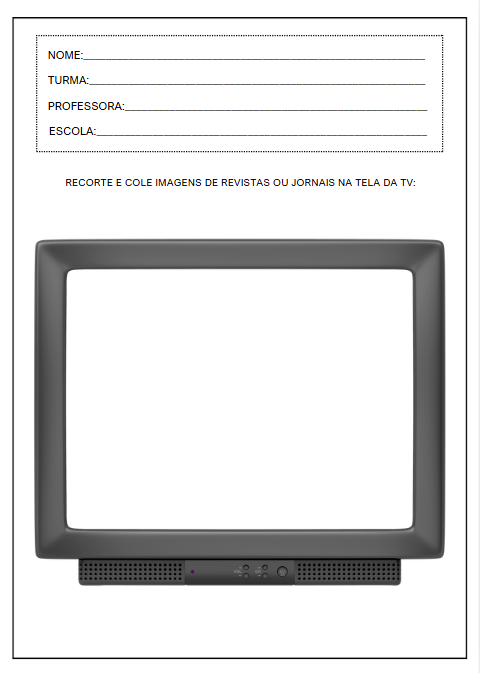 NOME:
TURMA:
PROFESSORA:
ESCOLA:
RECORTE E COLE IMAGENS DE REVISTAS OU JORNAIS NA TELA DA TV: